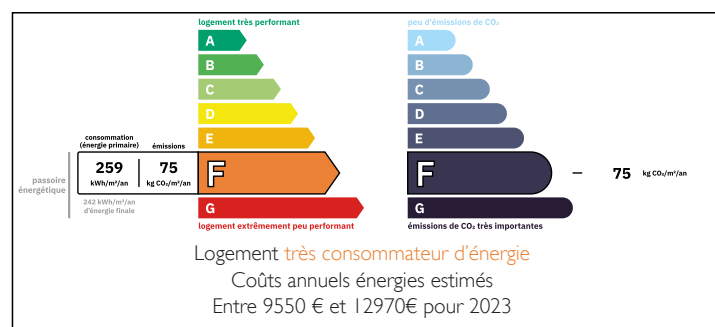 logement très performant
A
B
C
D
E
consommation
(énergie primaire)
émissions
passoire
énergétique
259
kWh/m²/an
75
kg CO₂/m²/an
F
242 kWh/m²/an
d'énergie finale
G
logement extrêmement peu performant
peu d'émissions de CO₂
A
B
C
D
E
F
75 kg CO₂/m²/an
G
émissions de CO₂ très importantes
Logement très consommateur d'énergie
Coûts annuels énergies estimés
Entre 9550 € et 12970€ pour 2023